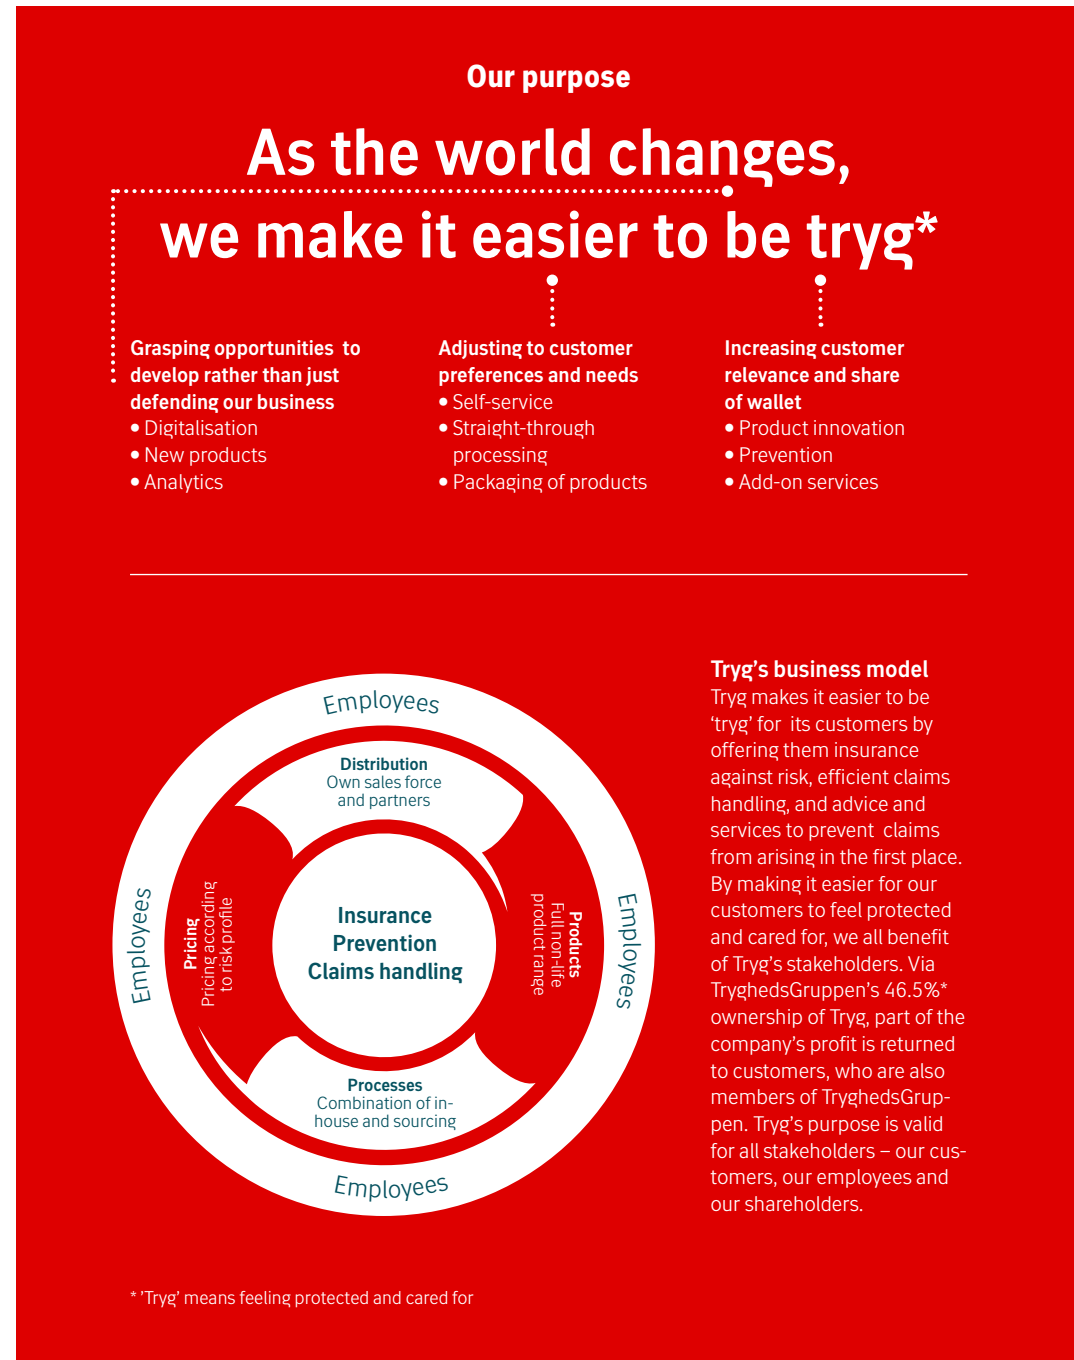 Our purpose
As the world changes,
we make it easier to be tryg*
Grasping opportunities to
develop rather than just
defending our business
• Digitalisation
• New products
• Analytics
Adjusting to customer
preferences and needs
• Self-service
• Straight-through
processing
• Packaging of products
Increasing customer
relevance and share
of wallet
• Product innovation
• Prevention
• Add-on services
Employees
Distribution
Own sales force
and partners
Employees
Pricing
Pricing according
to risk profile
Insurance
Prevention
Claims handling
Products
Full non-life
product range
Employees
Processes
Combination of in-
house and sourcing
Employees
Tryg’s business model
Tryg makes it easier to be
‘tryg’ for its customers by
offering them insurance
against risk, efficient claims
handling, and advice and
services to prevent claims
from arising in the first place.
By making it easier for our
customers to feel protected
and cared for, we all benefit
of Tryg’s stakeholders. Via
TryghedsGruppen’s 46.5%*
ownership of Tryg, part of the
company’s profit is returned
to customers, who are also
members of TryghedsGrup-
pen. Tryg’s purpose is valid
for all stakeholders – our cus-
tomers, our employees and
our shareholders.
* ’Tryg’ means feeling protected and cared for